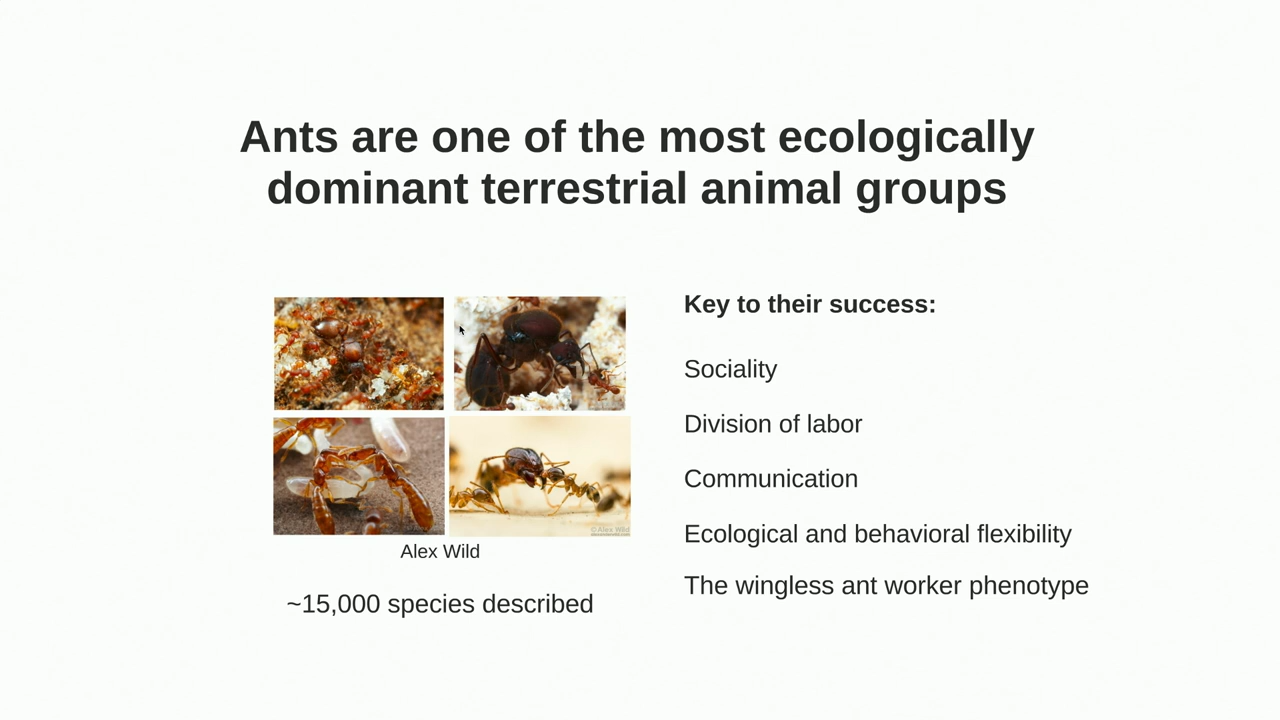 Ants are one of the most ecologically
dominant terrestrial animal groups
Key to their success:
Sociality
Division of labor
Communication
Ecological and behavioral flexibility
The wingless ant worker phenotype
©Alex Wild
Alex Wild
~15,000 species described